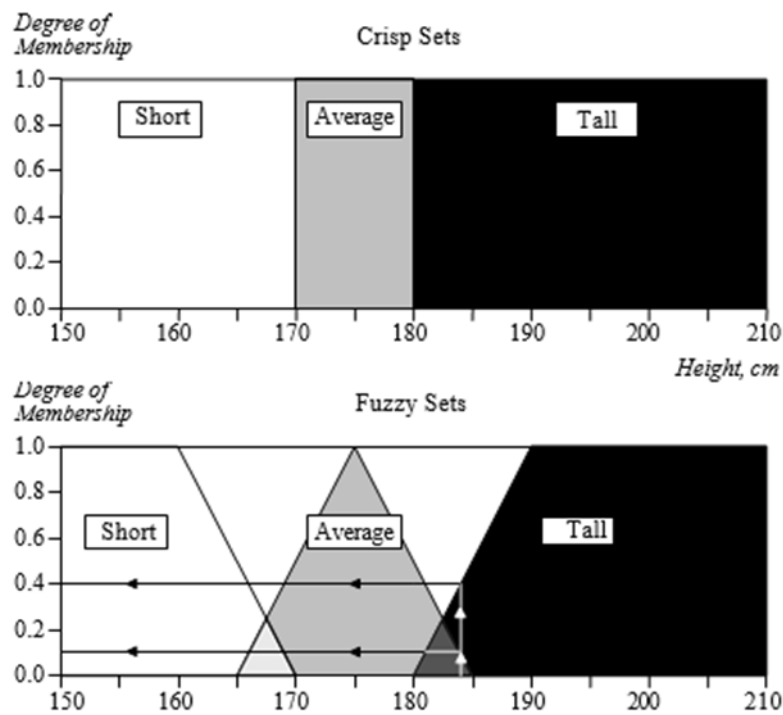 Degree of
Membership
Crisp Sets
1.0
Short
Average
Tall
0.8
0.6
0.4
0.2
0.0
150 160 170 180 190 200 210
Height, cm
Degree of
Membership
Fuzzy Sets
1.0
0.8
Short
Average
Tall
0.6
0.4
0.2
0.0
150 160 170 180 190 200 210